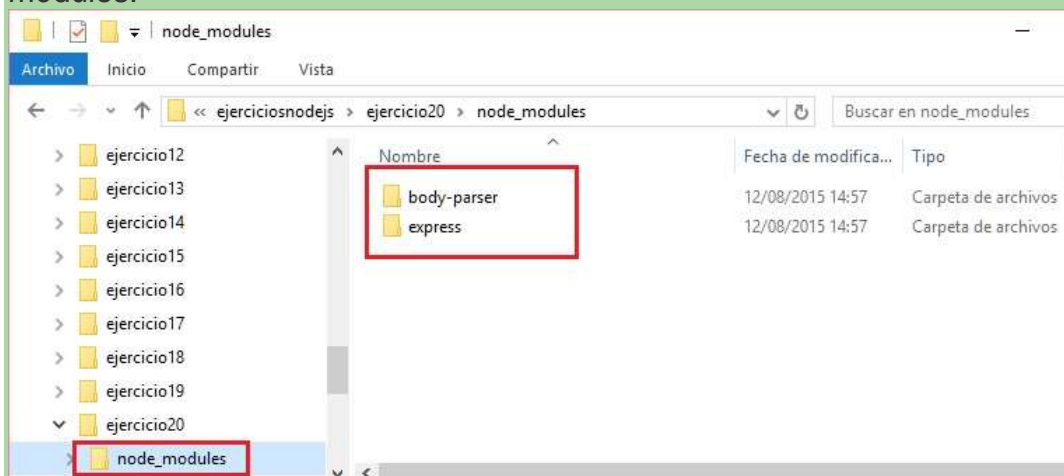 modules.
node_modules
Archivo Inicio Compartir Vista
« ejerciciosnodejs > ejercicio20 > node_modules
Buscar en node_modules
Nombre Fecha de modifica... Tipo
body-parser 12/08/2015 14:57 Carpeta de archivos
express 12/08/2015 14:57 Carpeta de archivos
ejercicio12
ejercicio13
ejercicio14
ejercicio15
ejercicio16
ejercicio17
ejercicio18
ejercicio19
ejercicio20
node_modules